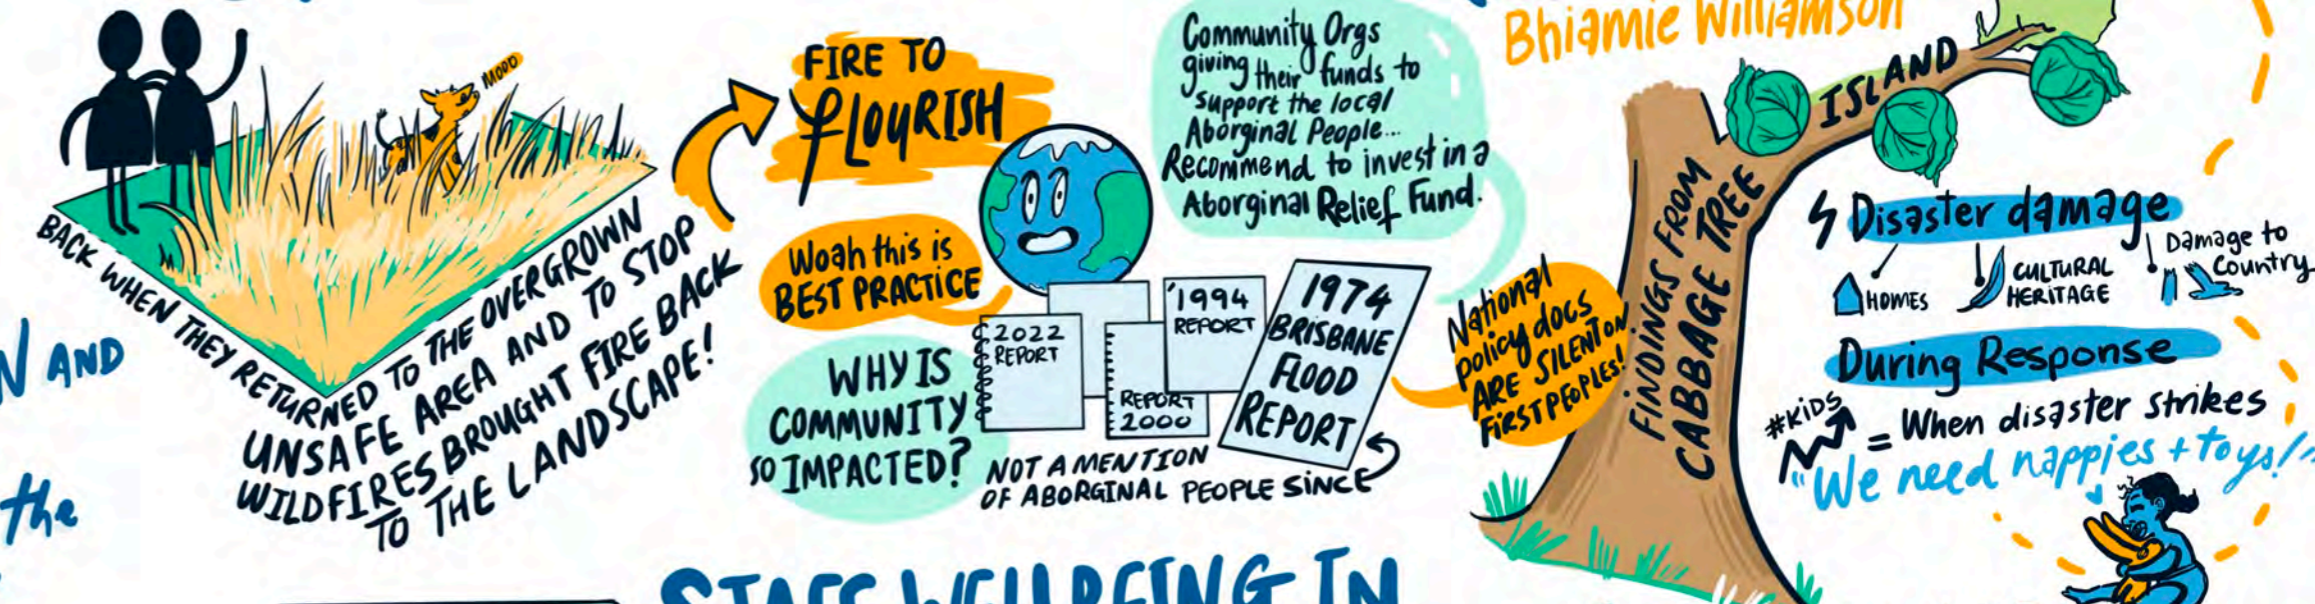 MOOO
BACK WHEN THEY RETURNED TO THE OVERGROWN
UNSAFE AREA AND TO STOP
WILDFIRES BROUGHT FIRE BACK
TO THE LANDSCAPE!
N AND
the
FIRE TO
FLOURISH
Woah this is
BEST PRACTICE
WHY IS
COMMUNITY
SO IMPACTED?
2022
REPORT
REPORT
2000
'1994
REPORT
1974
BRISBANE
FLOOD
REPORT
NOT A MENTION
OF ABORGINAL PEOPLE SINCE
Community Orgs
giving their funds to
support the local
Aboriginal People...
Recommend to invest in a
Aborginal Relief Fund.
National
policy docs
ARE SILENT ON
FIRST PEOPLES!
Bhiamie Williamson
FINDINGS FROM
CABBAGE TREE
ISLAND
Disaster damage
HOMES
CULTURAL
HERITAGE
Damage to
Country
During Response
#KIDS
= When disaster strikes
"We need nappies + toys!"
STAFF WELLBEING IN